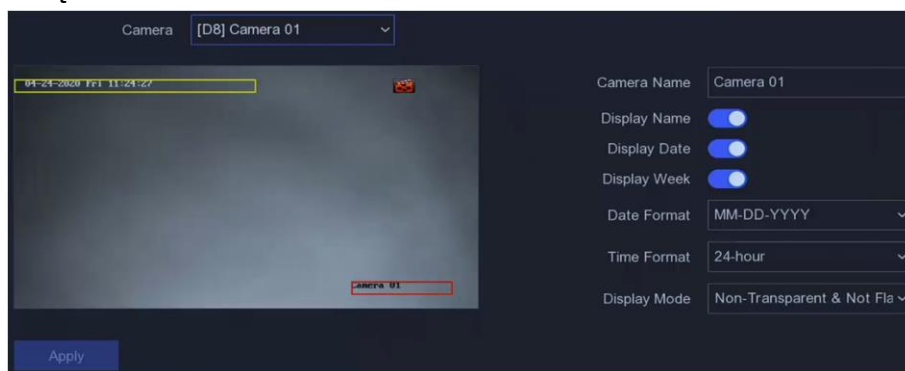 Camera [D8] Camera 01
04-24-2020 Fri 11:24:27
Camera 01
Camera Name Camera 01
Display Name
Display Date
Display Week
Date Format MM-DD-YYYY
Time Format 24-hour
Display Mode Non-Transparent & Not Fla
Apply